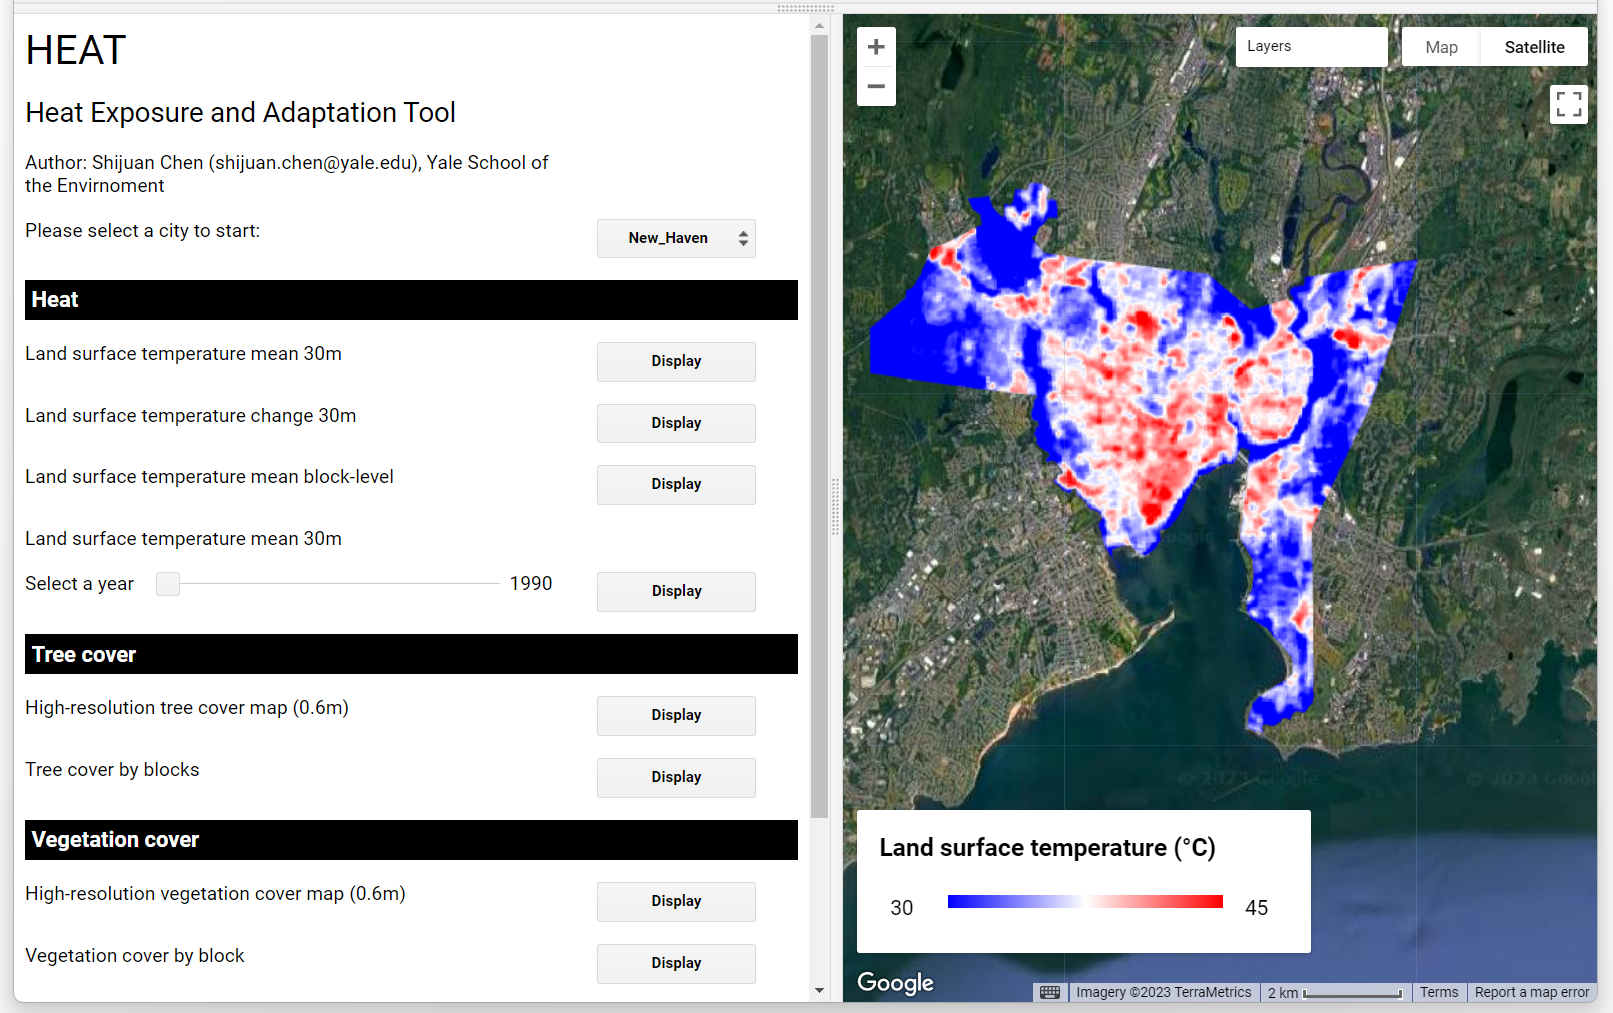 HEAT
Heat Exposure and Adaptation Tool
Author: Shijuan Chen (shijuan.chen@yale.edu), Yale School of
the Envirnoment
Please select a city to start:
New_Haven
Heat
Land surface temperature mean 30m
Display
Land surface temperature change 30m
Display
Land surface temperature mean block-level
Display
Land surface temperature mean 30m
Select a year
1990
Display
Tree cover
High-resolution tree cover map (0.6m)
Display
Tree cover by blocks
Display
Vegetation cover
High-resolution vegetation cover map (0.6m)
Display
Vegetation cover by block
Display
+
−
Layers
Map
Satellite
Google
© 2023 Google
© 2023 Googl
Land surface temperature (°C)
30
45
Google
Imagery ©2023 TerraMetrics
2 km
Terms
Report a map error